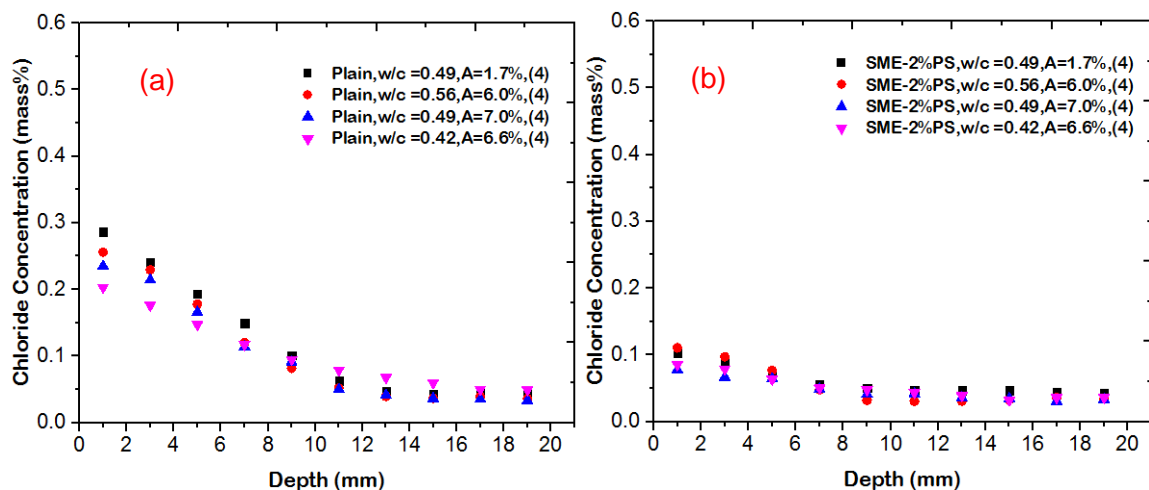 (a)
Plain,w/c =0.49,A=1.7%,(4)
Plain,w/c =0.56,A=6.0%,(4)
Plain,w/c =0.49,A=7.0%,(4)
Plain,w/c =0.42,A=6.6%,(4)
Chloride Concentration (mass%)
0.6
0.5
0.4
0.3
0.2
0.1
0.0
0 2 4 6 8 10 12 14 16 18 20
Depth (mm)
(b)
SME-2%PS,w/c =0.49,A=1.7%,(4)
SME-2%PS,w/c =0.56,A=6.0%,(4)
SME-2%PS,w/c =0.49,A=7.0%,(4)
SME-2%PS,w/c =0.42,A=6.6%,(4)
Chloride Concentration (mass%)
0.6
0.5
0.4
0.3
0.2
0.1
0.0
0 2 4 6 8 10 12 14 16 18 20
Depth (mm)